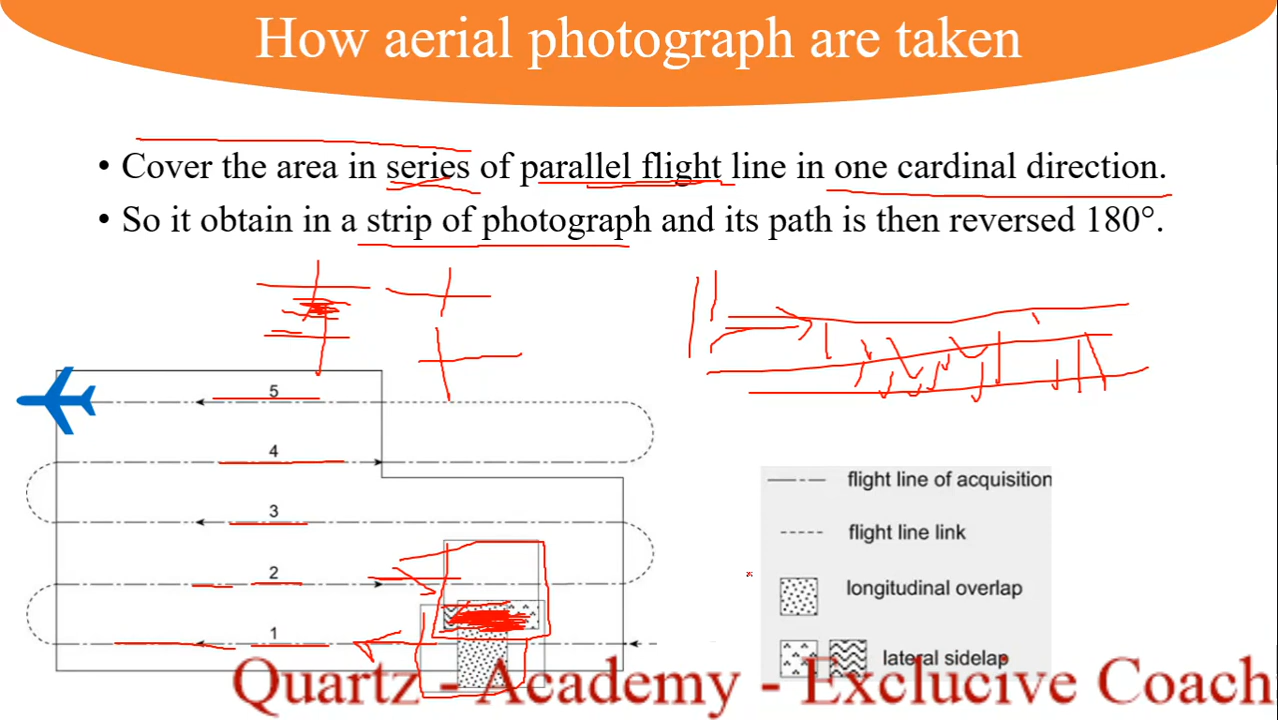 How aerial photograph are taken
• Cover the area in series of parallel flight line in one cardinal direction.
• So it obtain in a strip of photograph and its path is then reversed 180°.
5
4
3
2
1
flight line of acquisition
flight line link
longitudinal overlap
lateral sidelap
Quartz - Academy - Exclucive Coach